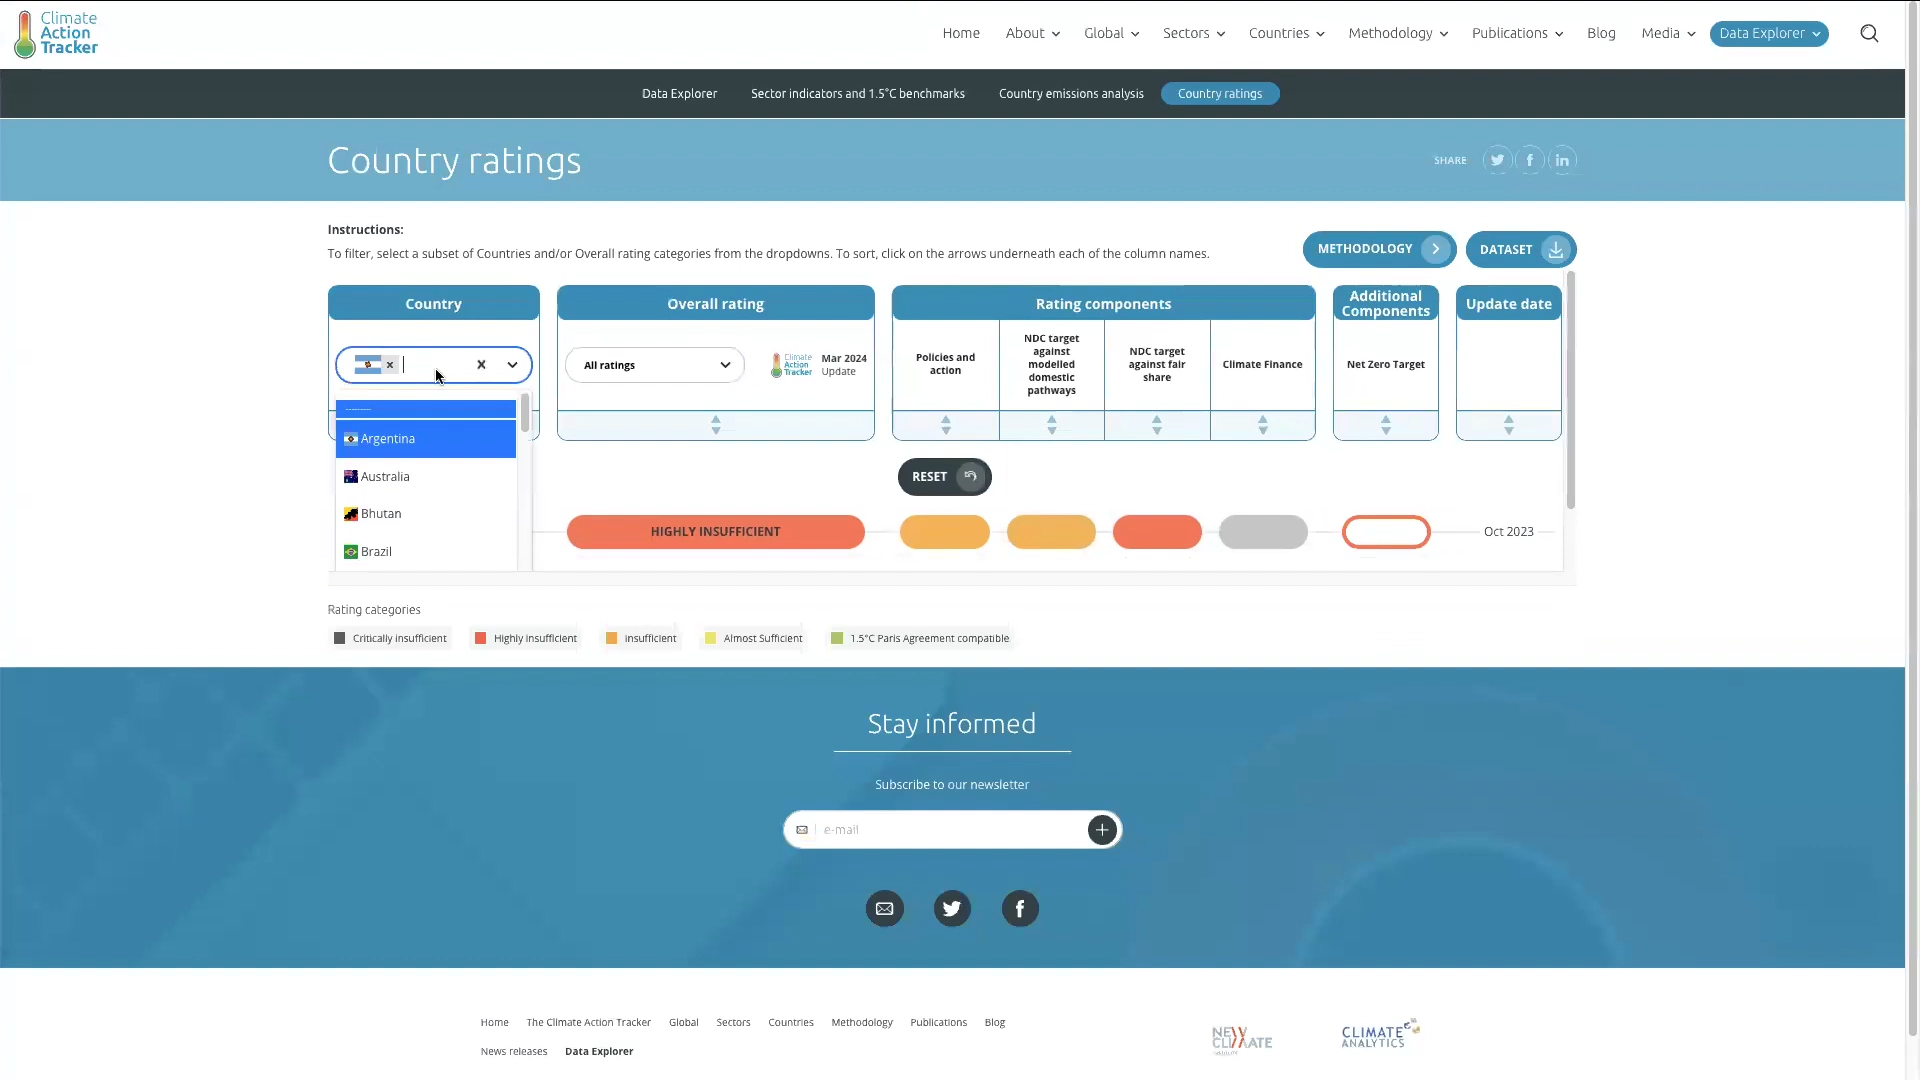 Climate
Action
Tracker
Home
About
Global
Sectors
Countries
Methodology
Publications
Blog
Media
Data Explorer
Data Explorer
Sector indicators and 1.5°C benchmarks
Country emissions analysis
Country ratings
Country ratings
SHARE
Instructions:
To filter, select a subset of Countries and/or Overall rating categories from the dropdowns. To sort, click on the arrows underneath each of the column names.
METHODOLOGY
DATASET
Country
Overall rating
Rating components
Additional
Components
Update date
All ratings
Climate
Action
Tracker
Mar 2024
Update
Policies and
action
NDC target
against
modelled
domestic
pathways
NDC target
against fair
share
Climate Finance
Net Zero Target
Argentina
Australia
Bhutan
Brazil
RESET
HIGHLY INSUFFICIENT
Oct 2023
Rating categories
Critically insufficient
Highly insufficient
insufficient
Almost Sufficient
1.5°C Paris Agreement compatible
Stay informed
Subscribe to our newsletter
e-mail
Home
The Climate Action Tracker
Global
Sectors
Countries
Methodology
Publications
Blog
News releases
Data Explorer
NEW
CLIMATE
CLIMATE
ANALYTICS